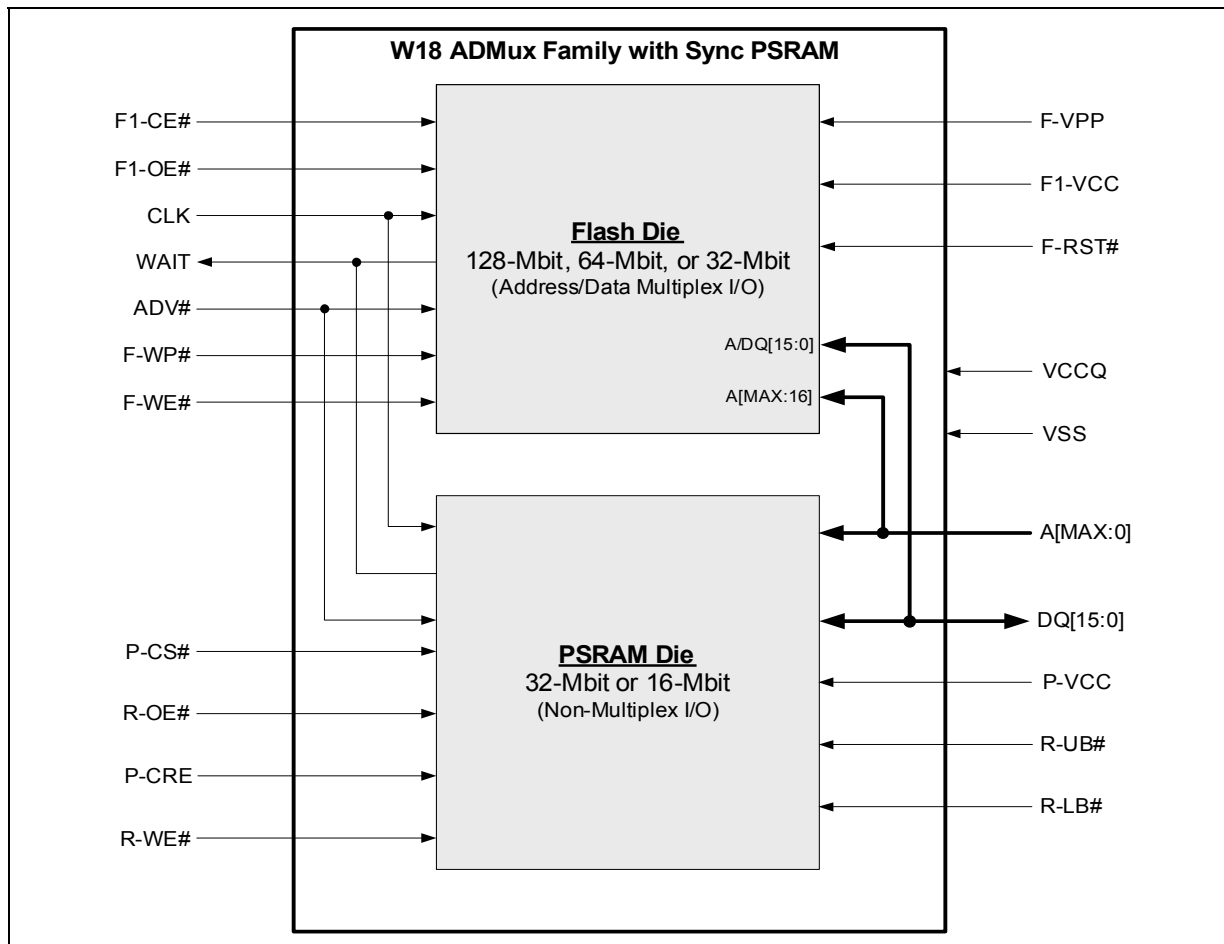 W18 ADMux Family with Sync PSRAM
F1-CE#
F1-OE#
CLK
WAIT
ADV#
F-WP#
F-WE#
Flash Die
128-Mbit, 64-Mbit, or 32-Mbit
(Address/Data Multiplex I/O)
A/DQ[15:0]
A[MAX:16]
F-VPP
F1-VCC
F-RST#
VCCQ
VSS
A[MAX:0]
DQ[15:0]
P-VCC
R-UB#
R-LB#
P-CS#
R-OE#
P-CRE
R-WE#
PSRAM Die
32-Mbit or 16-Mbit
(Non-Multiplex I/O)